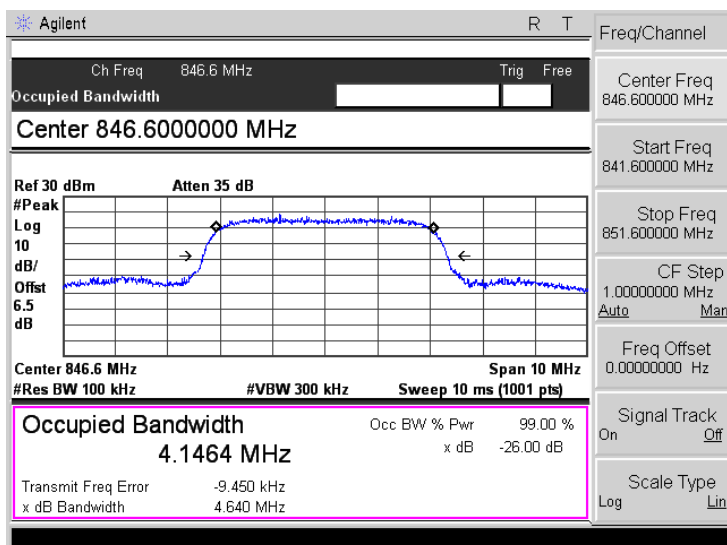 Agilent R T
Freq/Channel
Ch Freq 846.6 MHz Trig Free
Occupied Bandwidth
Center Freq
846.600000 MHz
Center 846.6000000 MHz
Start Freq
841.600000 MHz
Ref 30 dBm Atten 35 dB
#Peak
Log
10
dB/
Offst
6.5
dB
Stop Freq
851.600000 MHz
CF Step
1.00000000 MHz
Auto Man
Center 846.6 MHz Span 10 MHz
#Res BW 100 kHz #VBW 300 kHz Sweep 10 ms (1001 pts)
Freq Offset
0.00000000 Hz
Occupied Bandwidth Occ BW % Pwr 99.00 %
4.1464 MHz x dB -26.00 dB
Transmit Freq Error -9.450 kHz
x dB Bandwidth 4.640 MHz
Signal Track
On Off
Scale Type
Log Lin